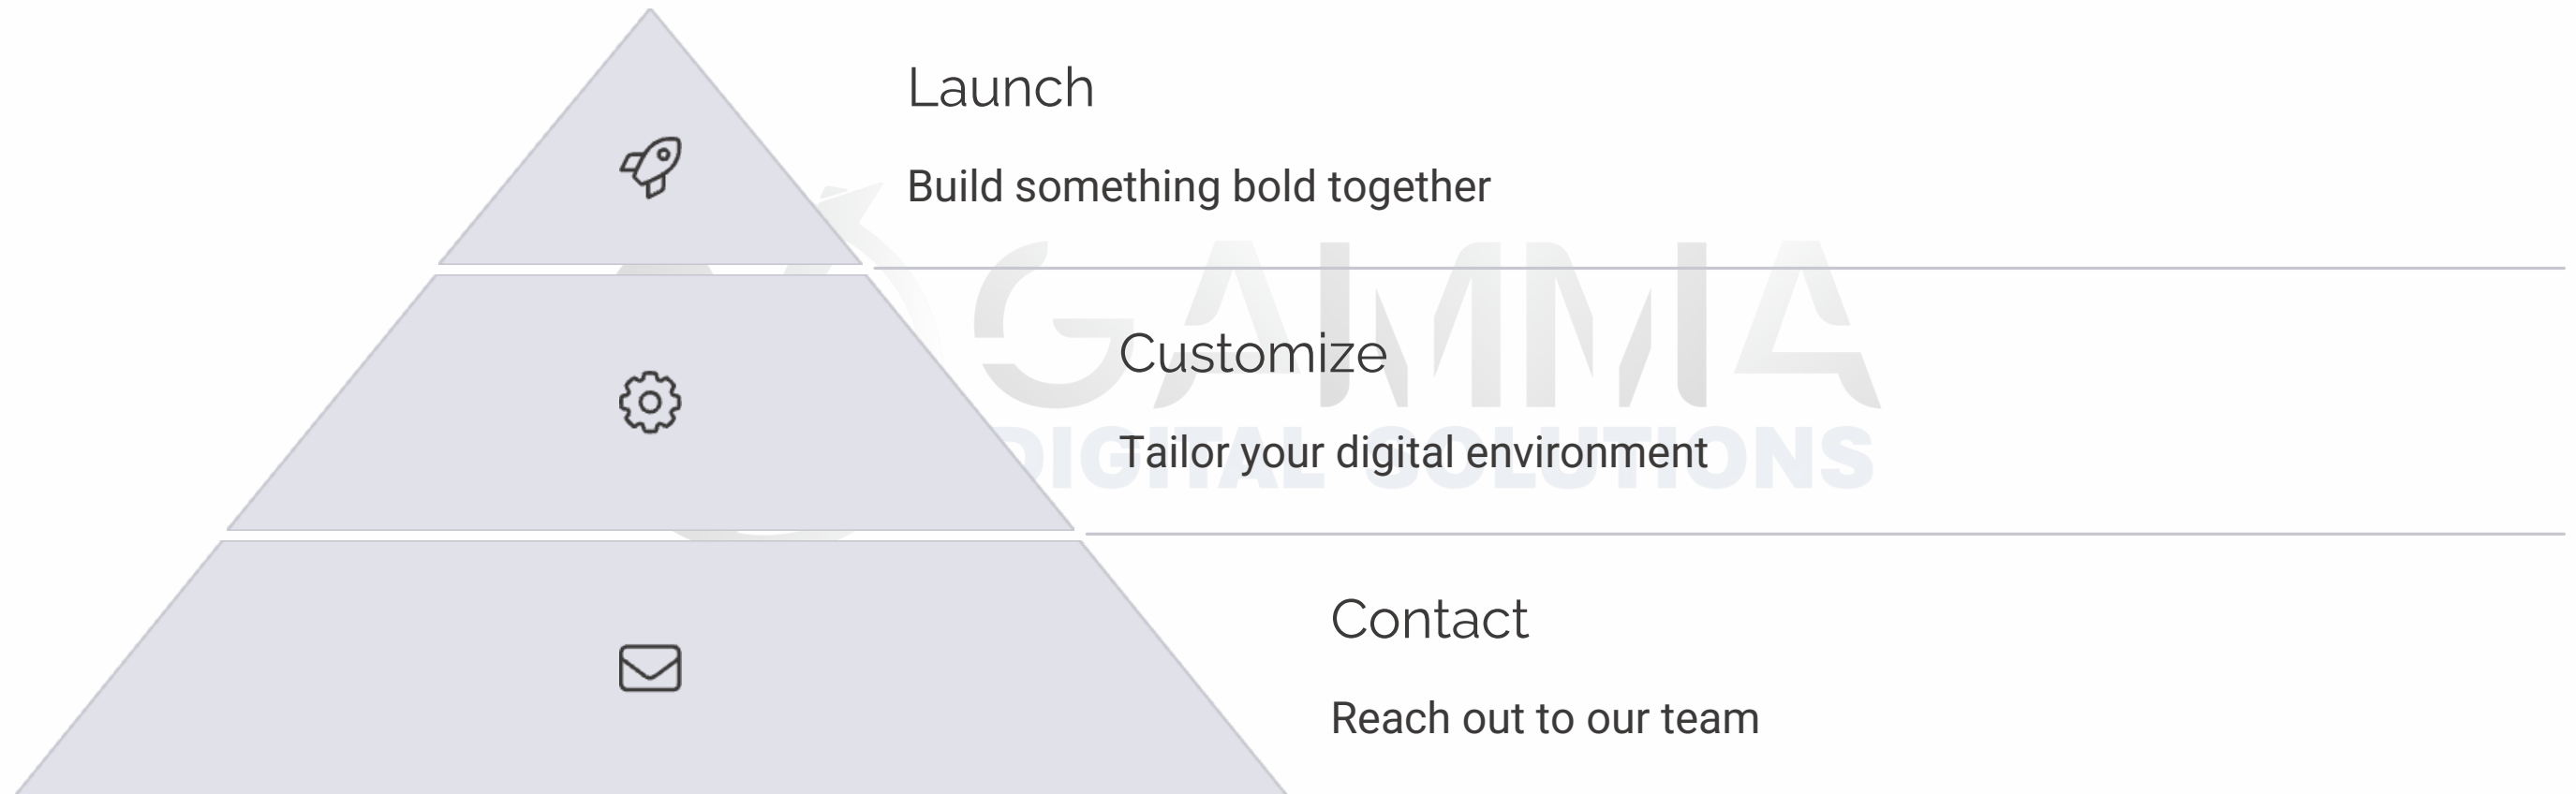 Launch
Build something bold together
GAMMA
Customize
DIGITAL SOLUTIONS
Tailor your digital environment
Contact
Reach out to our team